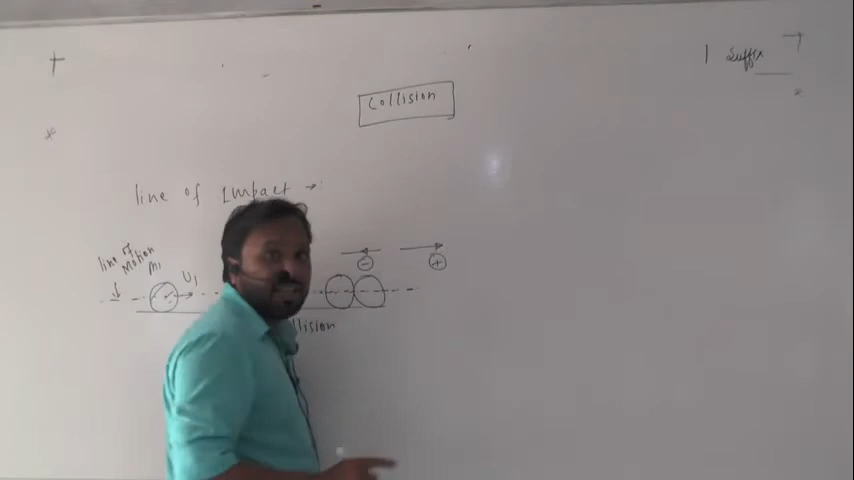 Collision
| Suffix
line of Impact →
line of
Motion
m1
U1
⊖
⊕
llision